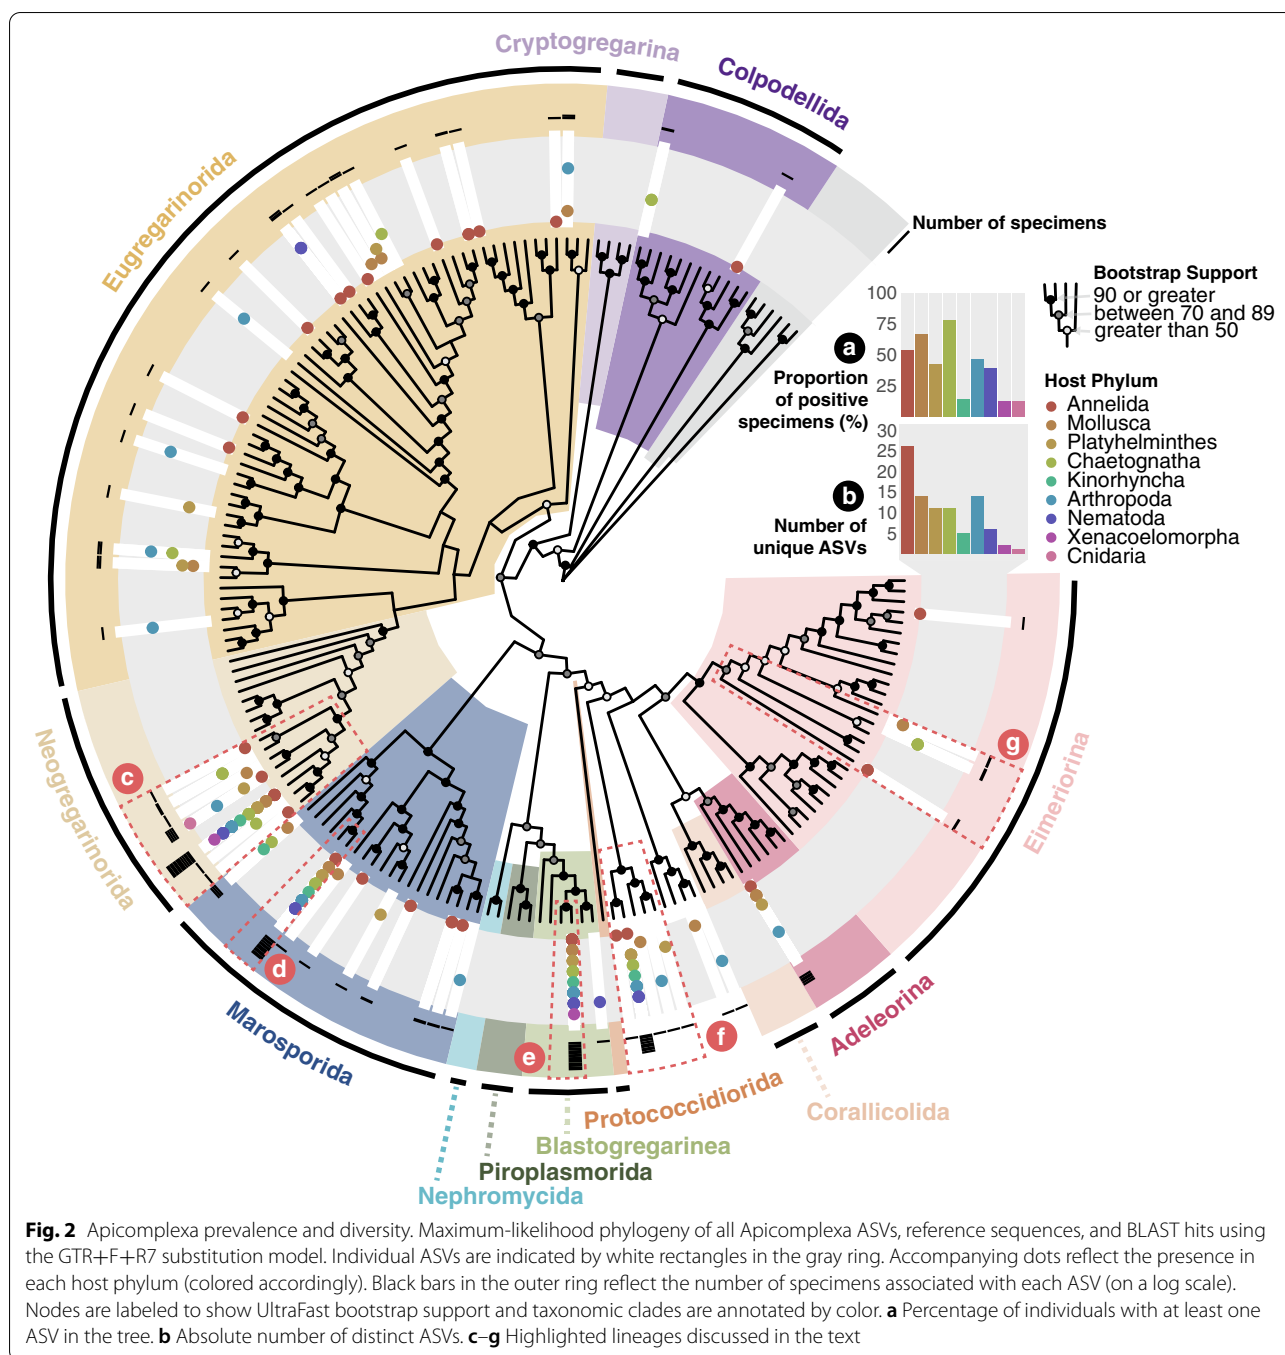 Cryptogregarina
Colpodellida
Eugregarinorida
Number of specimens
Bootstrap Support
90 or greater
between 70 and 89
greater than 50
100
75
50
25
a
Proportion
of positive
specimens (%)
30
25
20
15
10
5
b
Number of
unique ASVs
Host Phylum
Annelida
Mollusca
Platyhelminthes
Chaetognatha
Kinorhyncha
Arthropoda
Nematoda
Xenacoelomorpha
Cnidaria
Neogregarinorida
c
g
Eimeriorina
d
Marosporida
e
f
Adeleorina
Protococcidiorida
Corallicolida
Blastogregarinea
Piroplasmorida
Nephromycida
Fig. 2 Apicomplexa prevalence and diversity. Maximum-likelihood phylogeny of all Apicomplexa ASVs, reference sequences, and BLAST hits using
the GTR+F+R7 substitution model. Individual ASVs are indicated by white rectangles in the gray ring. Accompanying dots reflect the presence in
each host phylum (colored accordingly). Black bars in the outer ring reflect the number of specimens associated with each ASV (on a log scale).
Nodes are labeled to show UltraFast bootstrap support and taxonomic clades are annotated by color. a Percentage of individuals with at least one
ASV in the tree. b Absolute number of distinct ASVs. c–g Highlighted lineages discussed in the text